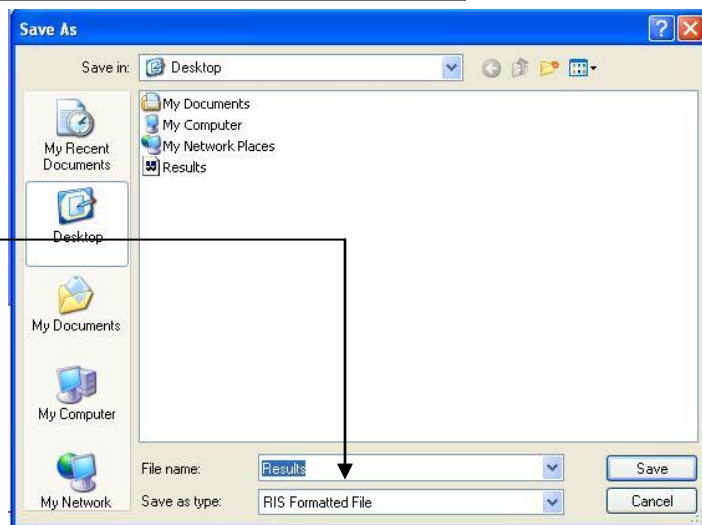 Save As
Save in: Desktop
My Documents
My Computer
My Network Places
Results
My Recent
Documents
Desktop
My Documents
My Computer
My Network
File name: Results Save
Save as type: RIS Formatted File Cancel